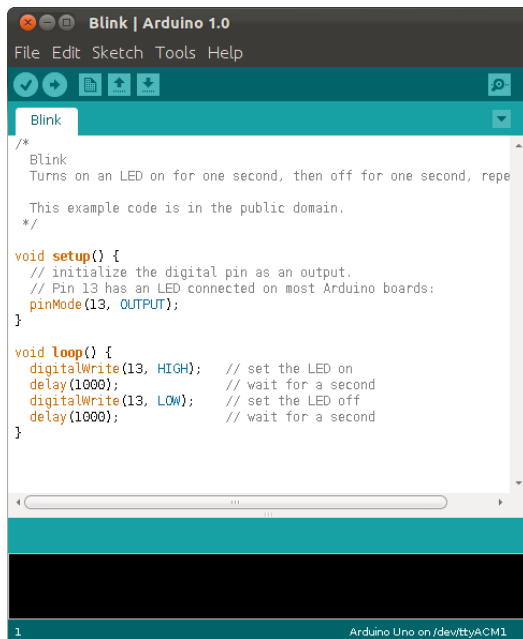 Blink | Arduino 1.0
File Edit Sketch Tools Help
Blink
/*
  Blink
  Turns on an LED on for one second, then off for one second, repe

  This example code is in the public domain.
 */

void setup() {
  // initialize the digital pin as an output.
  // Pin 13 has an LED connected on most Arduino boards:
  pinMode(13, OUTPUT);
}

void loop() {
  digitalWrite(13, HIGH);   // set the LED on
  delay(1000);              // wait for a second
  digitalWrite(13, LOW);    // set the LED off
  delay(1000);              // wait for a second
}
1
Arduino Uno on /dev/ttyACM1